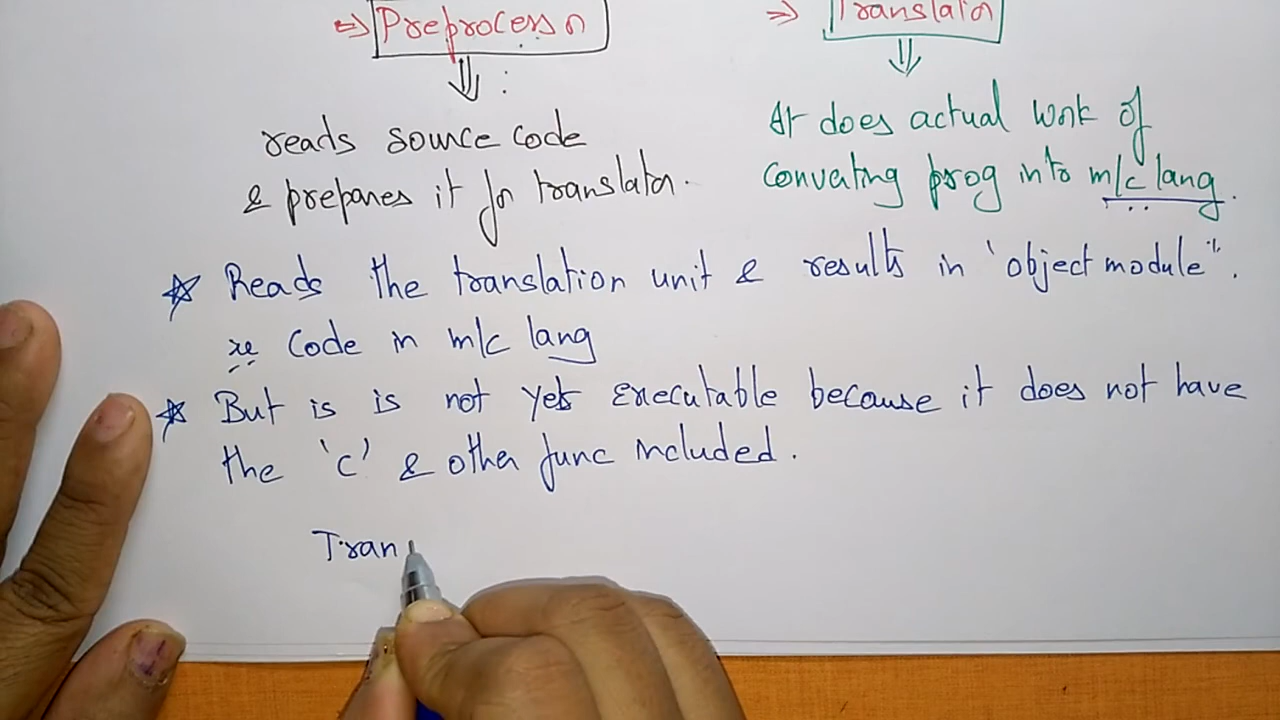 ⇒ Preprocessor
⇒ Translator
reads source code
& prepares it for translator.
It does actual work of
converting prog into m/c lang.
☆ Reads the translation unit & results in 'object module".
ie Code in m/c lang
☆ But is is not yet executable because it does not have
the 'c' & other func included.
Tran